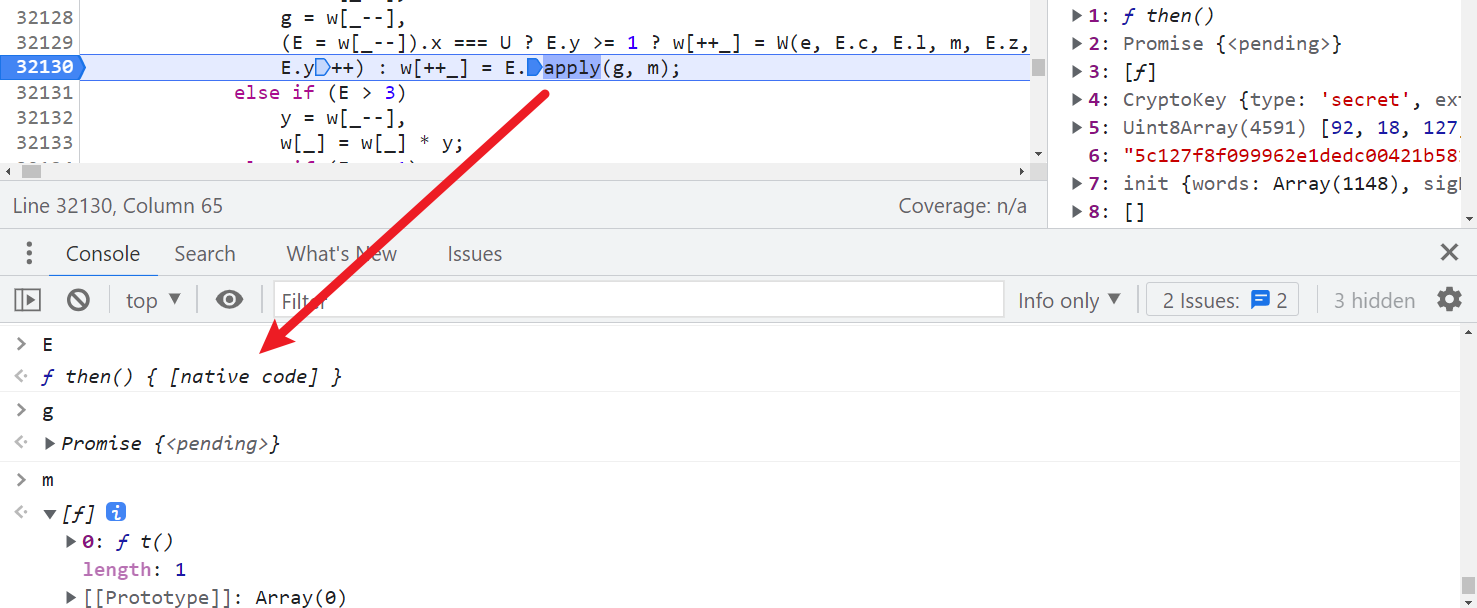 32128 g = w[_--],
32129 (E = w[_--]).x === U ? E.y >= 1 ? w[++_] = W(e, E.c, E.l, m, E.z,
32130 E.y++) : w[++_] = E.apply(g, m);
32131 else if (E > 3)
32132 y = w[_--],
32133 w[_] = w[_] * y;
Line 32130, Column 65
Coverage: n/a
1: ƒ then()
2: Promise {<pending>}
3: [ƒ]
4: CryptoKey {type: 'secret', ext
5: Uint8Array(4591) [92, 18, 127,
6: "5c127f8f099962e1dedc00421b58
7: init {words: Array(1148), sig
8: []
Console Search What's New Issues
top Filter Info only 2 Issues: 2 3 hidden
E
ƒ then() { [native code] }
g
Promise {<pending>}
m
[ƒ]
0: ƒ t()
length: 1
[[Prototype]]: Array(0)